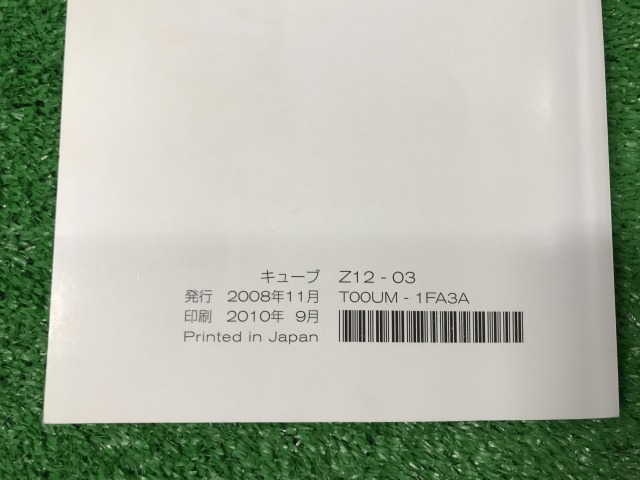 キューブ Z12 - 03
発行 2008年11月 T00UM - 1FA3A
印刷 2010年 9月
Printed in Japan